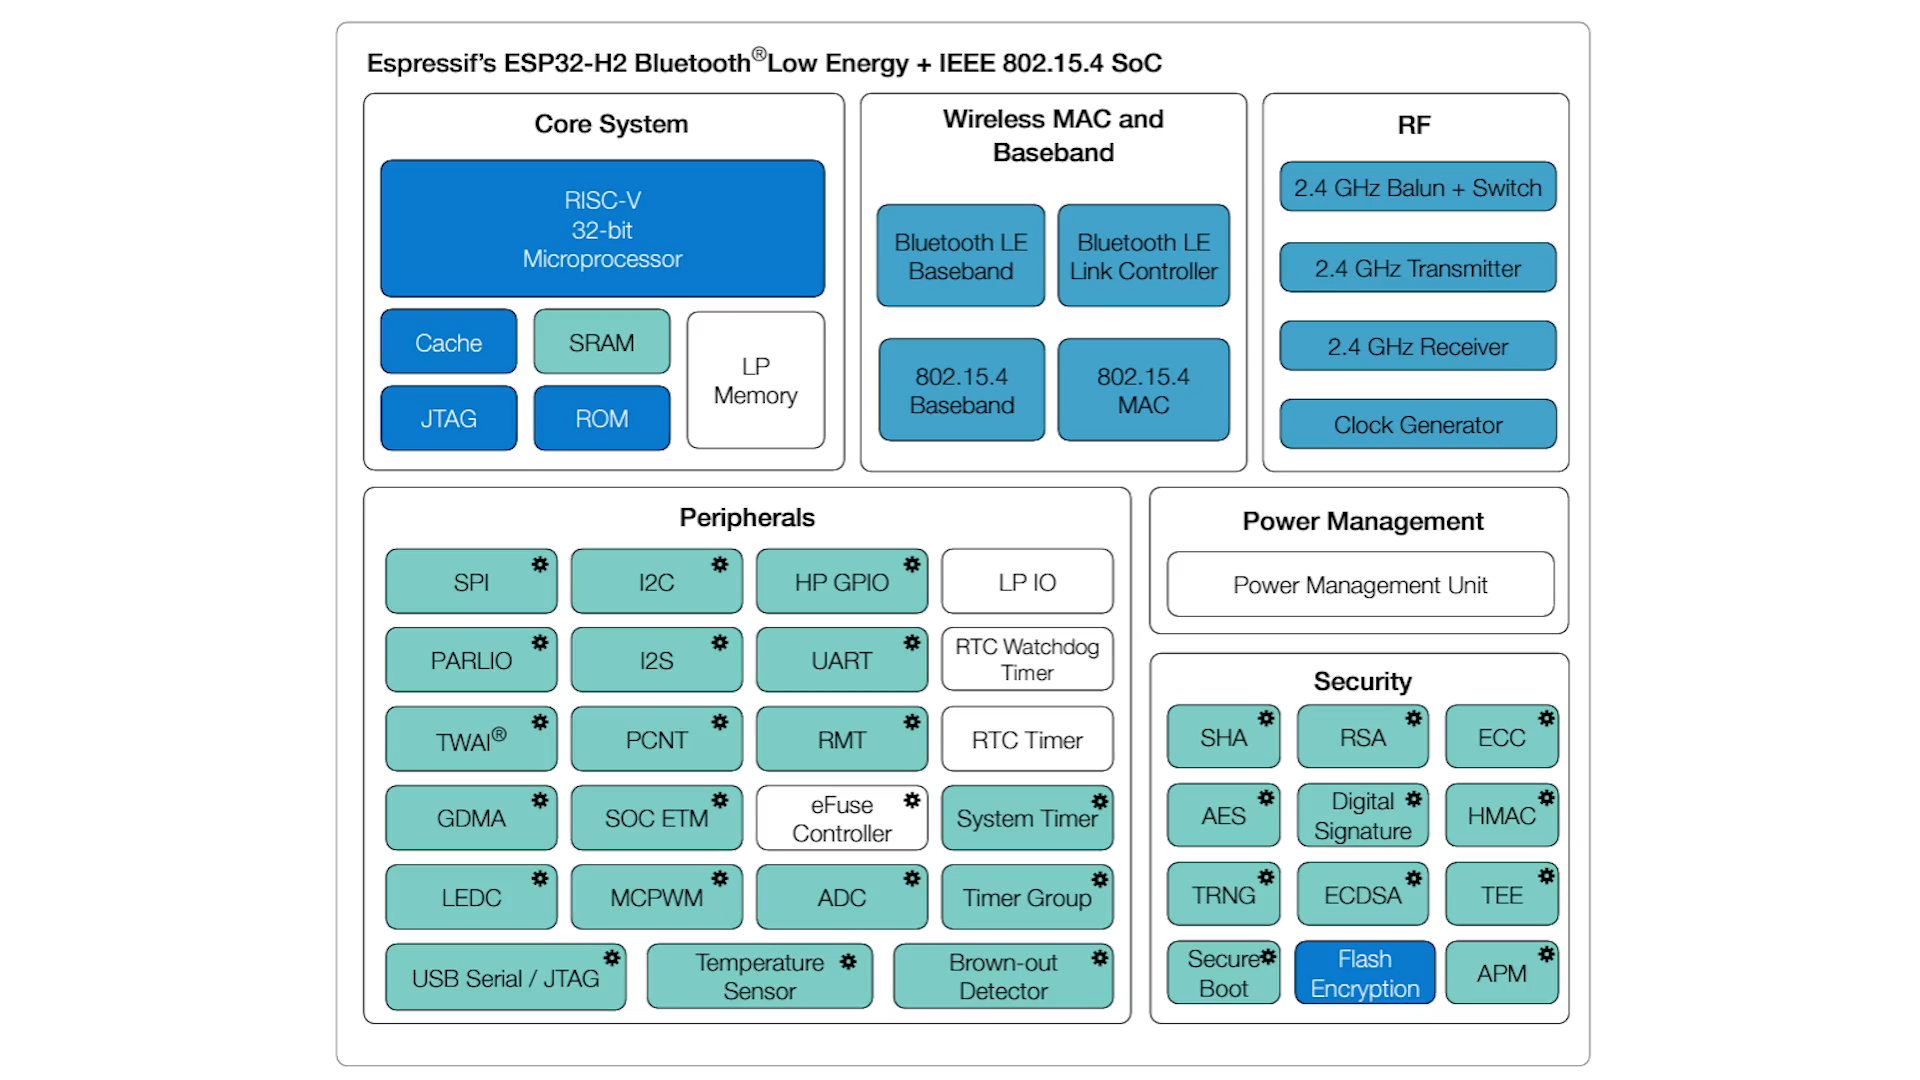 Espressif's ESP32-H2 Bluetooth®Low Energy + IEEE 802.15.4 SoC
Core System
RISC-V
32-bit
Microprocessor
Cache
SRAM
LP
Memory
JTAG
ROM
Wireless MAC and
Baseband
Bluetooth LE
Baseband
Bluetooth LE
Link Controller
802.15.4
Baseband
802.15.4
MAC
RF
2.4 GHz Balun + Switch
2.4 GHz Transmitter
2.4 GHz Receiver
Clock Generator
Peripherals
SPI
I2C
HP GPIO
LP IO
PARLIO
I2S
UART
RTC Watchdog
Timer
TWAI®
PCNT
RMT
RTC Timer
GDMA
SOC ETM
eFuse
Controller
System Timer
LEDC
MCPWM
ADC
Timer Group
USB Serial / JTAG
Temperature
Sensor
Brown-out
Detector
Power Management
Power Management Unit
Security
SHA
RSA
ECC
AES
Digital
Signature
HMAC
TRNG
ECDSA
TEE
Secure
Boot
Flash
Encryption
APM